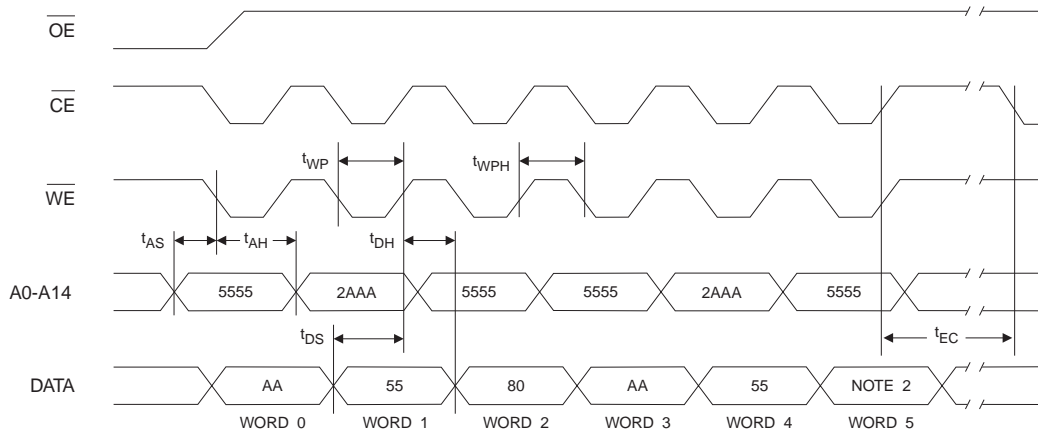 OE
CE
tWP tWPH
WE
tAS tAH tDH
A0-A14 5555 2AAA 5555 5555 2AAA 5555
tDS tEC
DATA AA 55 80 AA 55 NOTE 2
WORD 0 WORD 1 WORD 2 WORD 3 WORD 4 WORD 5